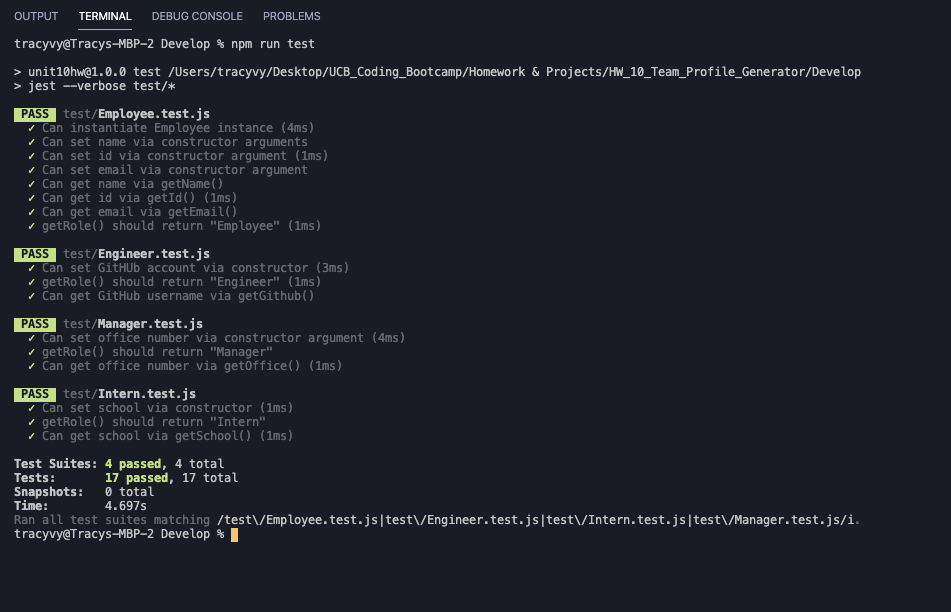 OUTPUT TERMINAL DEBUG CONSOLE PROBLEMS
tracyvy@Tracys-MBP-2 Develop % npm run test
> unit10hw@1.0.0 test /Users/tracyvy/Desktop/UCB_Coding_Bootcamp/Homework & Projects/HW_10_Team_Profile_Generator/Develop
> jest --verbose test/*
PASS test/Employee.test.js
✓ Can instantiate Employee instance (4ms)
✓ Can set name via constructor arguments
✓ Can set id via constructor argument (1ms)
✓ Can set email via constructor argument
✓ Can get name via getName()
✓ Can get id via getId() (1ms)
✓ Can get email via getEmail()
✓ getRole() should return "Employee" (1ms)
PASS test/Engineer.test.js
✓ Can set GitHUb account via constructor (3ms)
✓ getRole() should return "Engineer" (1ms)
✓ Can get GitHub username via getGithub()
PASS test/Manager.test.js
✓ Can set office number via constructor argument (4ms)
✓ getRole() should return "Manager"
✓ Can get office number via getOffice() (1ms)
PASS test/Intern.test.js
✓ Can set school via constructor (1ms)
✓ getRole() should return "Intern"
✓ Can get school via getSchool() (1ms)
Test Suites: 4 passed, 4 total
Tests: 17 passed, 17 total
Snapshots: 0 total
Time: 4.697s
Ran all test suites matching /test\/Employee.test.js|test\/Engineer.test.js|test\/Intern.test.js|test\/Manager.test.js/i.
tracyvy@Tracys-MBP-2 Develop %